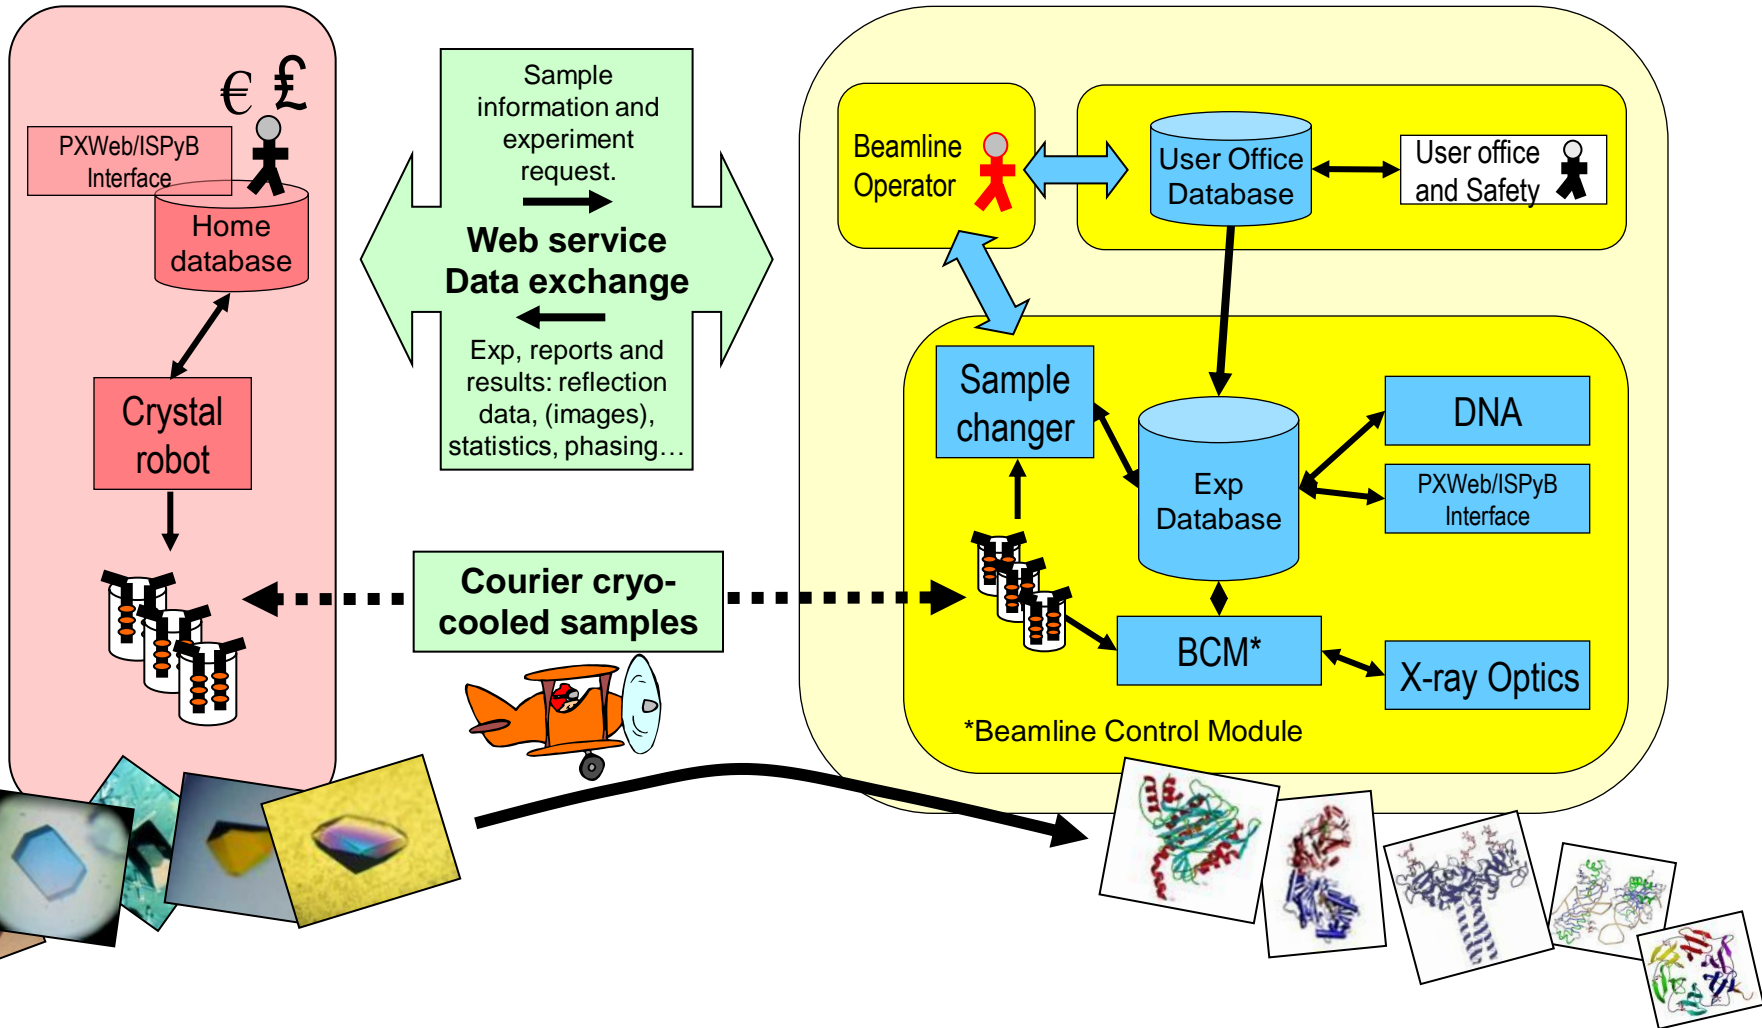 € £
PXWeb/ISPyB
Interface
Home
database
Crystal
robot
Sample
information and
experiment
request.
Web service
Data exchange
Exp, reports and
results: reflection
data, (images),
statistics, phasing…
Courier cryo-
cooled samples
Beamline
Operator
User Office
Database
User office
and Safety
Sample
changer
Exp
Database
DNA
PXWeb/ISPyB
Interface
BCM*
X-ray Optics
*Beamline Control Module